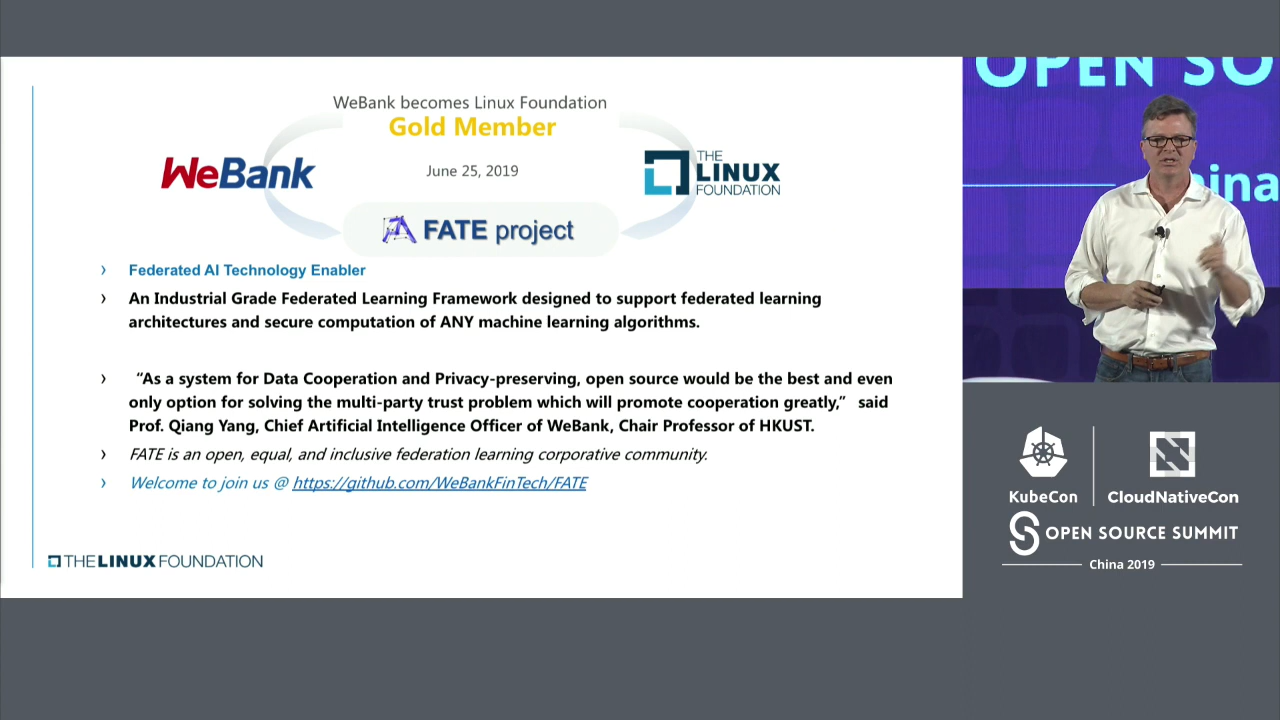 WeBank becomes Linux Foundation
Gold Member
June 25, 2019
WeBank
THE
LINUX
FOUNDATION
FATE project
› Federated AI Technology Enabler
› An Industrial Grade Federated Learning Framework designed to support federated learning
architectures and secure computation of ANY machine learning algorithms.
› “As a system for Data Cooperation and Privacy-preserving, open source would be the best and even
only option for solving the multi-party trust problem which will promote cooperation greatly,” said
Prof. Qiang Yang, Chief Artificial Intelligence Officer of WeBank, Chair Professor of HKUST.
› FATE is an open, equal, and inclusive federation learning corporative community.
› Welcome to join us @ https://github.com/WeBankFinTech/FATE
THE LINUX FOUNDATION
OPEN SO
ina
KubeCon
CloudNativeCon
OPEN SOURCE SUMMIT
China 2019